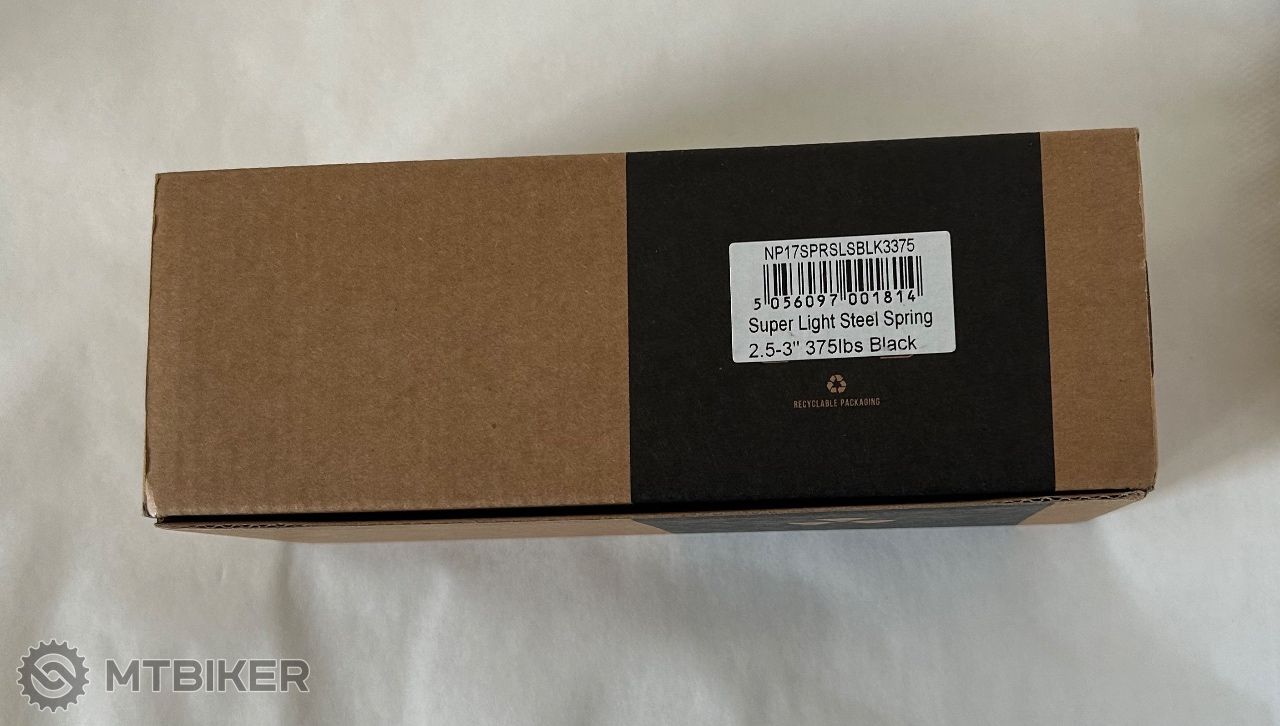 NP17SPRSLSBLK3375
5 056097 001814
Super Light Steel Spring
2.5-3" 375lbs Black
RECYCLABLE PACKAGING
MTBIKER